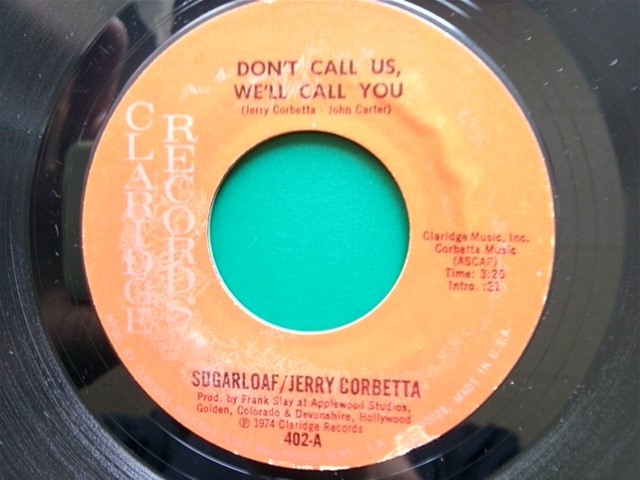 DON'T CALL US,
WE'LL CALL YOU
(Jerry Corbetta - John Carter)
CLARIDGE
RECORDS
Claridge Music, Inc.
Corbetta Music
(ASCAP)
Time: 3:20
Intro. :21
SUGARLOAF/JERRY CORBETTA
Prod. by Frank Slay at Applewood Studios,
Golden, Colorado & Devonshire, Hollywood
℗ 1974 Claridge Records
402-A
MADE IN U.S.A.